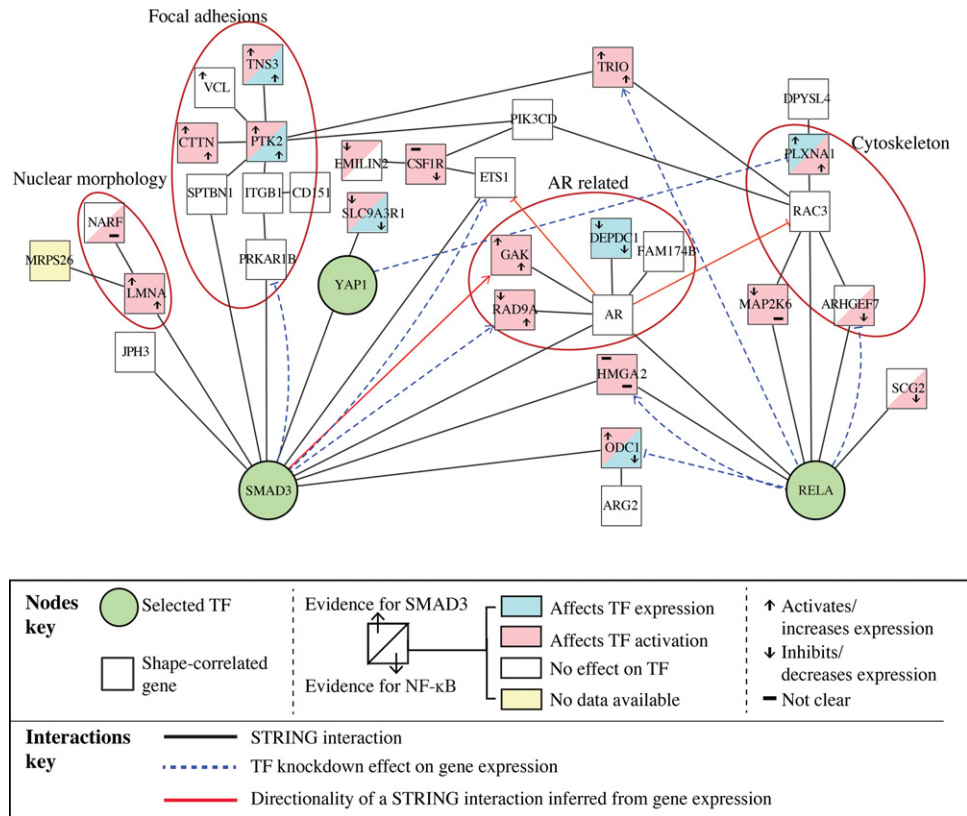 Focal adhesions
TNS3
VCL
TRIO
DPYSL4
CTTN
PTK2
PIK3CD
PLXNA1
Cytoskeleton
EMILIN2
CSF1R
Nuclear morphology
SPTBN1
ITGB1
CD151
ETS1
AR related
SLC9A3R1
RAC3
NARF
DEPDC1
FAM174B
GAK
PRKAR1B
MRPS26
YAP1
LMNA
RAD9A
AR
MAP2K6
ARHGEF7
JPH3
HMGA2
SCG2
ODC1
SMAD3
RELA
ARG2
Nodes
key
Selected TF
Shape-correlated
gene
Evidence for SMAD3
Evidence for NF-κB
Affects TF expression
Affects TF activation
No effect on TF
No data available
Activates/
increases expression
Inhibits/
decreases expression
Not clear
Interactions
key
STRING interaction
TF knockdown effect on gene expression
Directionality of a STRING interaction inferred from gene expression